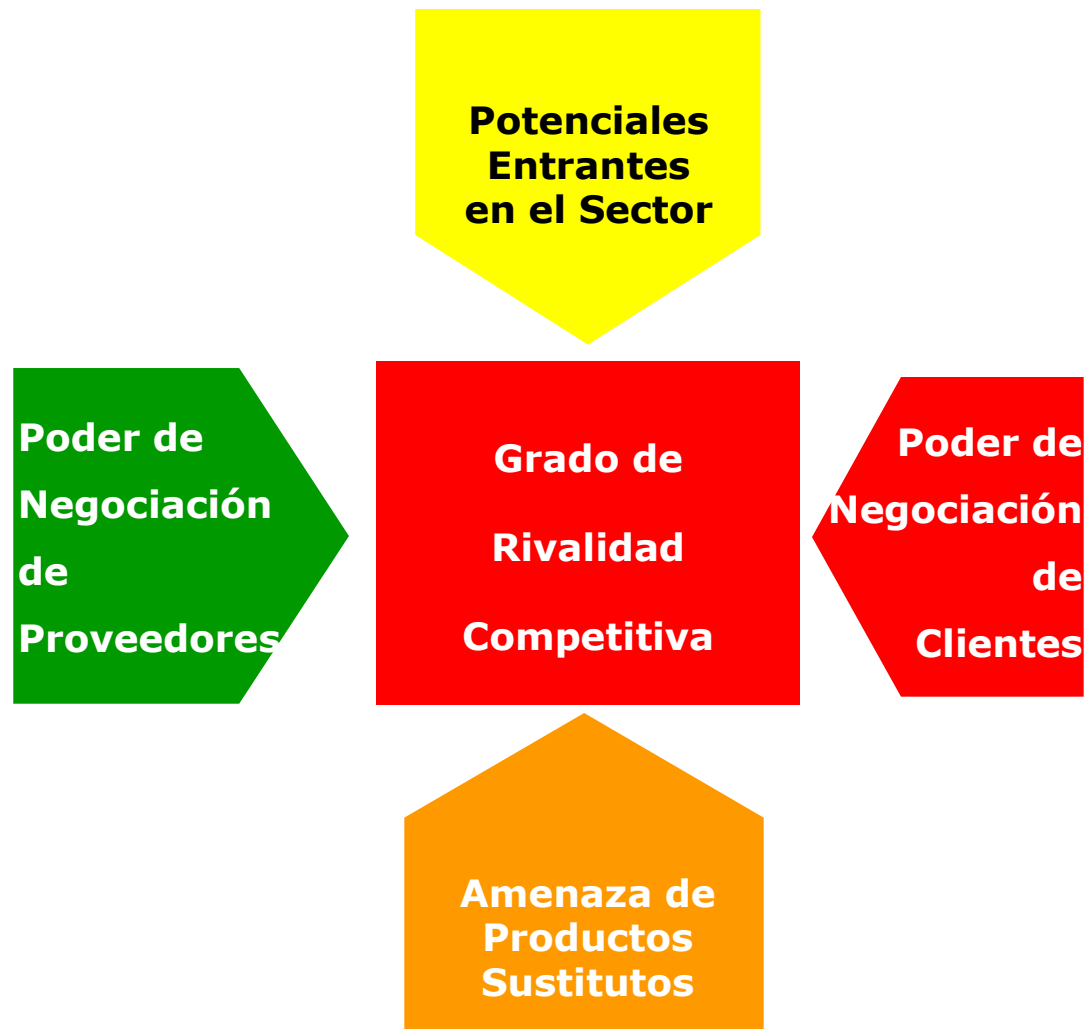 Potenciales
Entrantes
en el Sector
Poder de
Negociación
de
Proveedores
Grado de
Rivalidad
Competitiva
Poder de
Negociación
de
Clientes
Amenaza de
Productos
Sustitutos